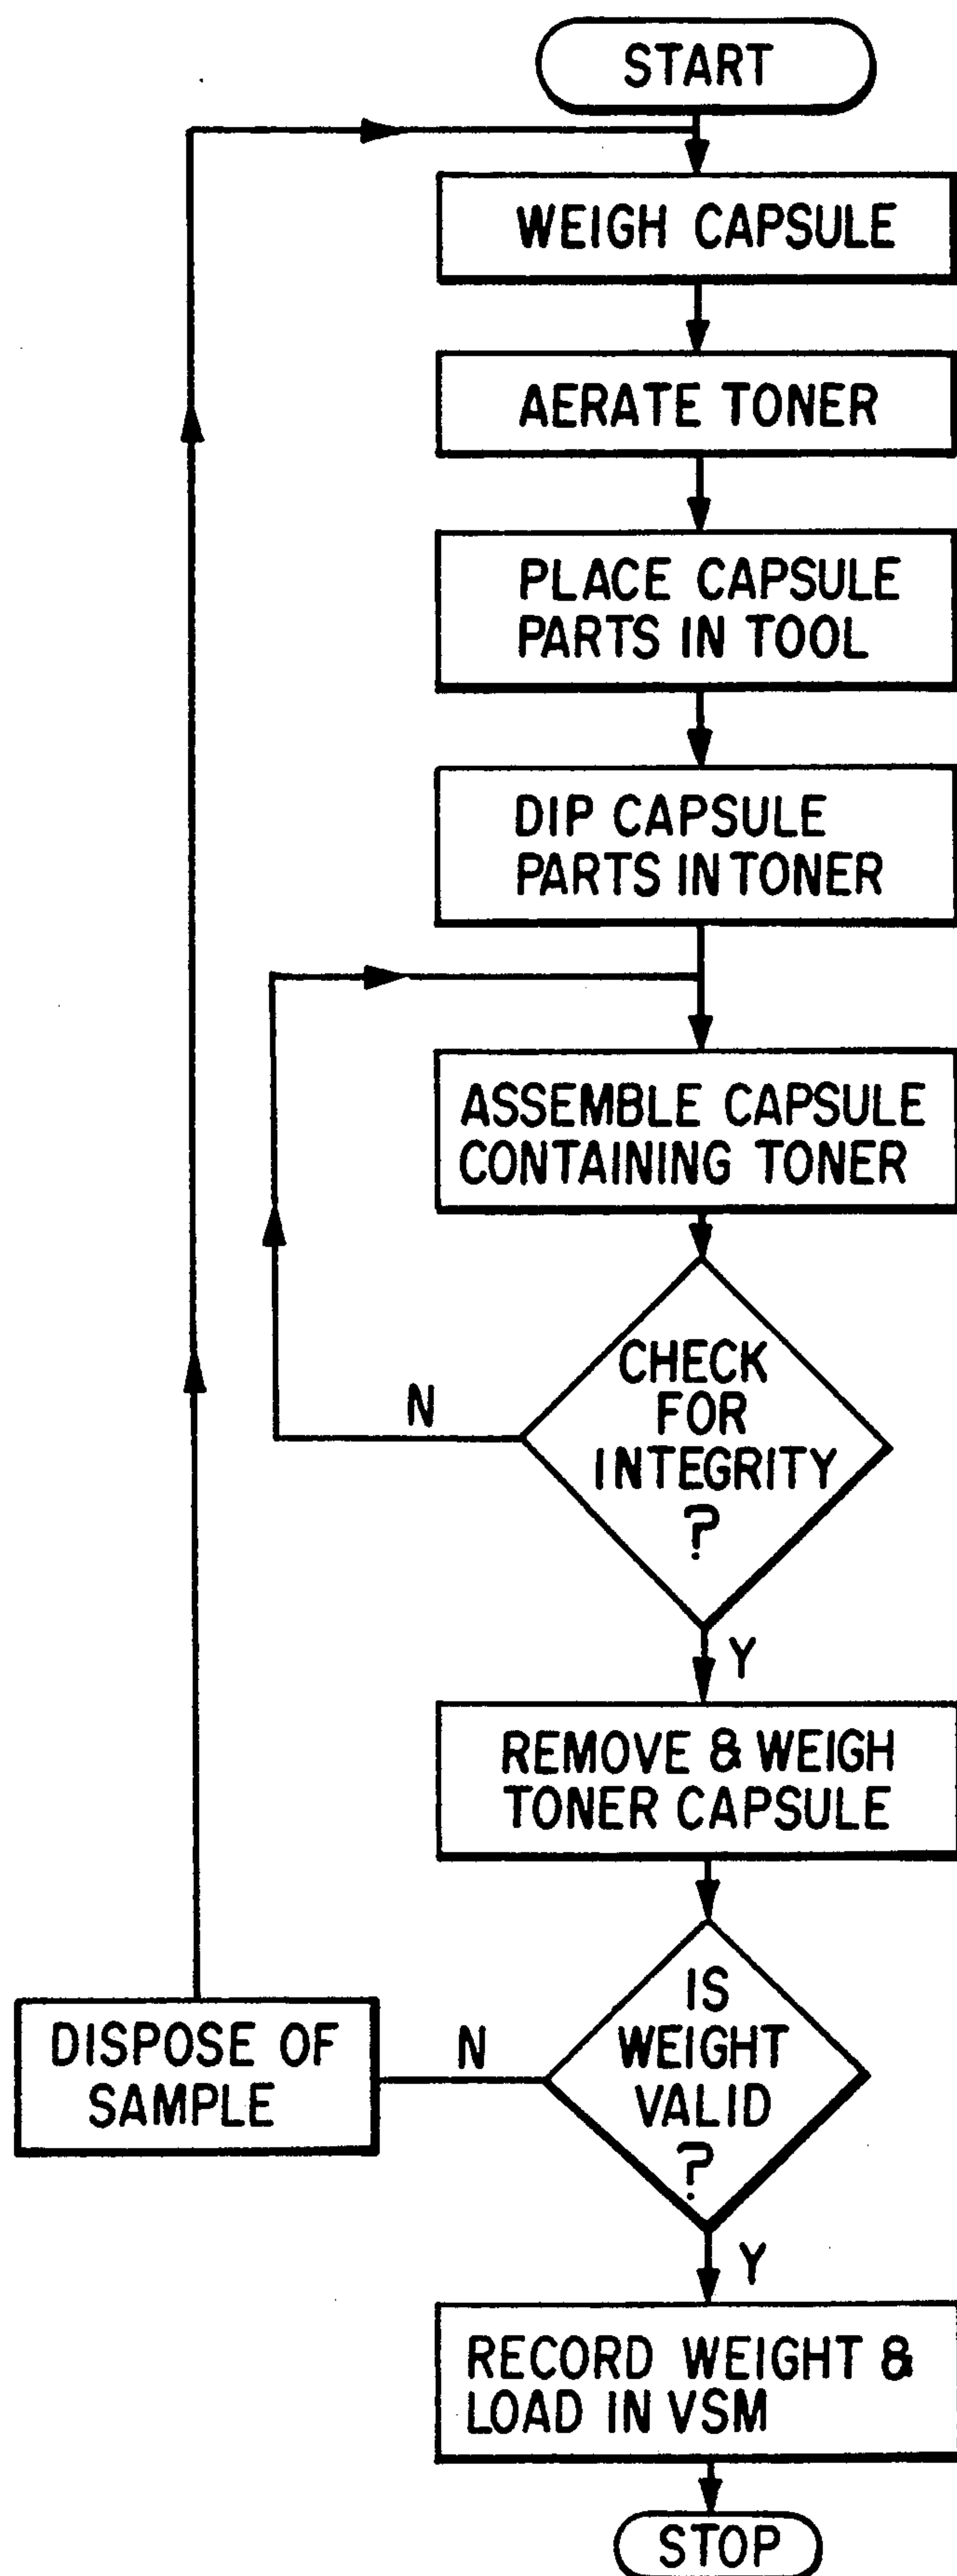 START
WEIGH CAPSULE
AERATE TONER
PLACE CAPSULE
PARTS IN TOOL
DIP CAPSULE
PARTS IN TONER
ASSEMBLE CAPSULE
CONTAINING TONER
CHECK
FOR
INTEGRITY
?
N
Y
REMOVE & WEIGH
TONER CAPSULE
IS
WEIGHT
VALID
?
N
DISPOSE OF
SAMPLE
Y
RECORD WEIGHT &
LOAD IN VSM
STOP